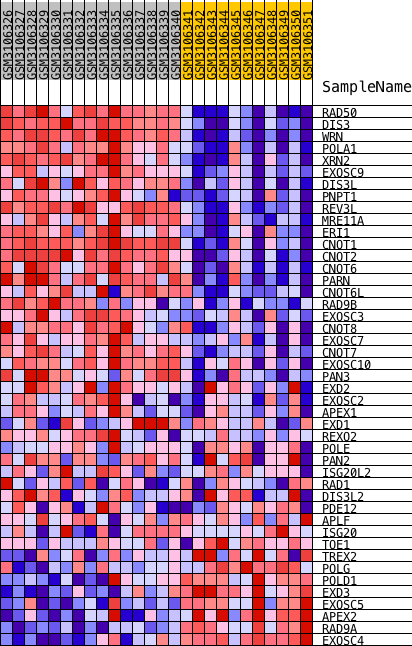 GSM3106326
GSM3106327
GSM3106328
GSM3106329
GSM3106330
GSM3106331
GSM3106332
GSM3106333
GSM3106334
GSM3106335
GSM3106336
GSM3106337
GSM3106338
GSM3106339
GSM3106340
GSM3106341
GSM3106342
GSM3106343
GSM3106344
GSM3106345
GSM3106346
GSM3106347
GSM3106348
GSM3106349
GSM3106350
GSM3106351
SampleName
RAD50
DIS3
WRN
POLA1
XRN2
EXOSC9
DIS3L
PNPT1
REV3L
MRE11A
ERI1
CNOT1
CNOT2
CNOT6
PARN
CNOT6L
RAD9B
EXOSC3
CNOT8
EXOSC7
CNOT7
EXOSC10
PAN3
EXD2
EXOSC2
APEX1
EXD1
REXO2
POLE
PAN2
ISG20L2
RAD1
DIS3L2
PDE12
APLF
ISG20
TOE1
TREX2
POLG
POLD1
EXD3
EXOSC5
APEX2
RAD9A
EXOSC4